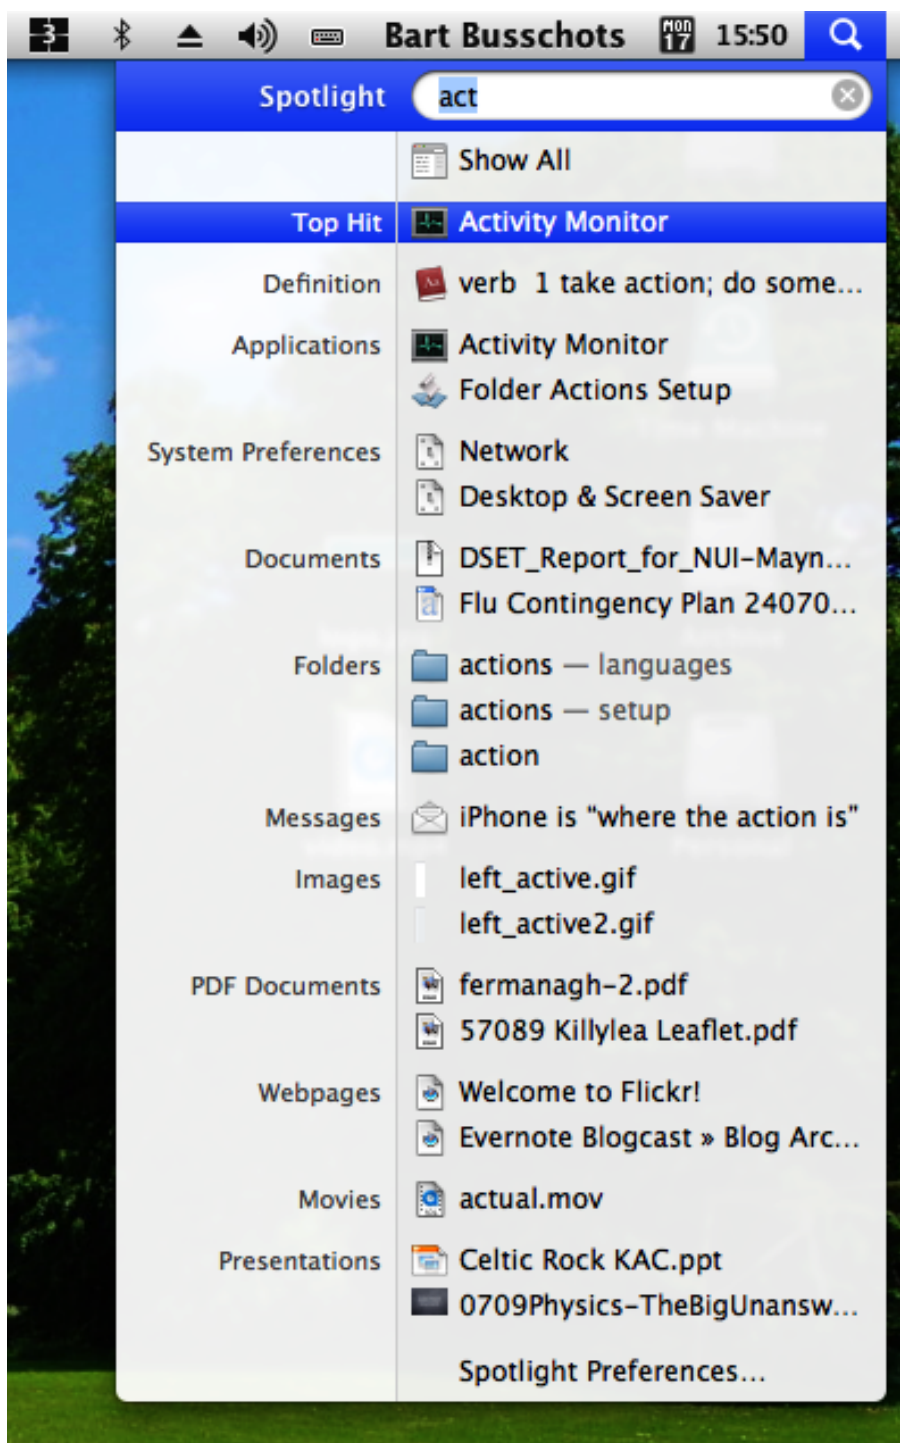 3 Bart Busschots MON 17 15:50
Spotlight act
Show All
Top Hit Activity Monitor
Definition verb 1 take action; do some...
Applications Activity Monitor
Folder Actions Setup
System Preferences Network
Desktop & Screen Saver
Documents DSET_Report_for_NUI-Mayn...
Flu Contingency Plan 24070...
Folders actions — languages
actions — setup
action
Messages iPhone is "where the action is"
Images left_active.gif
left_active2.gif
PDF Documents fermanagh-2.pdf
57089 Killylea Leaflet.pdf
Webpages Welcome to Flickr!
Evernote Blogcast » Blog Arc...
Movies actual.mov
Presentations Celtic Rock KAC.ppt
0709Physics-TheBigUnansw...
Spotlight Preferences...